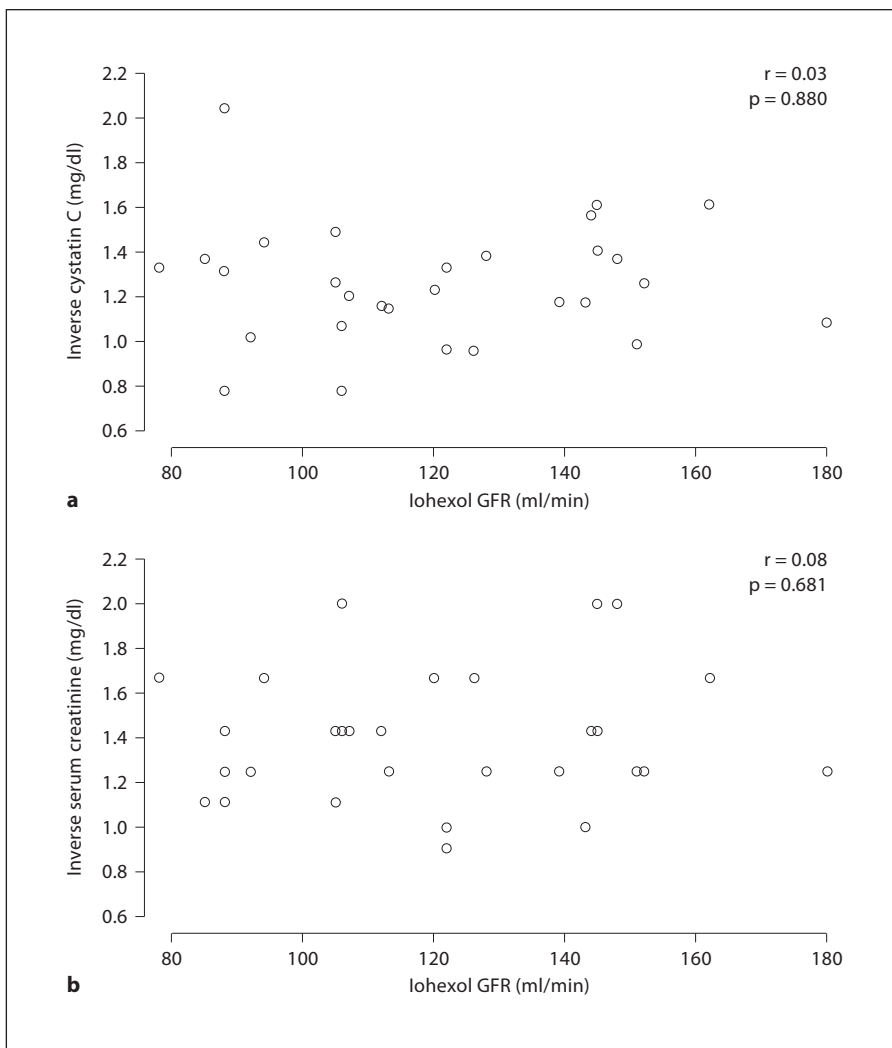 r = 0.03
p = 0.880
Inverse cystatin C (mg/dl)
2.2
2.0
1.8
1.6
1.4
1.2
1.0
0.8
0.6
80 100 120 140 160 180
a Iohexol GFR (ml/min)
r = 0.08
p = 0.681
Inverse serum creatinine (mg/dl)
2.2
2.0
1.8
1.6
1.4
1.2
1.0
0.8
0.6
80 100 120 140 160 180
b Iohexol GFR (ml/min)